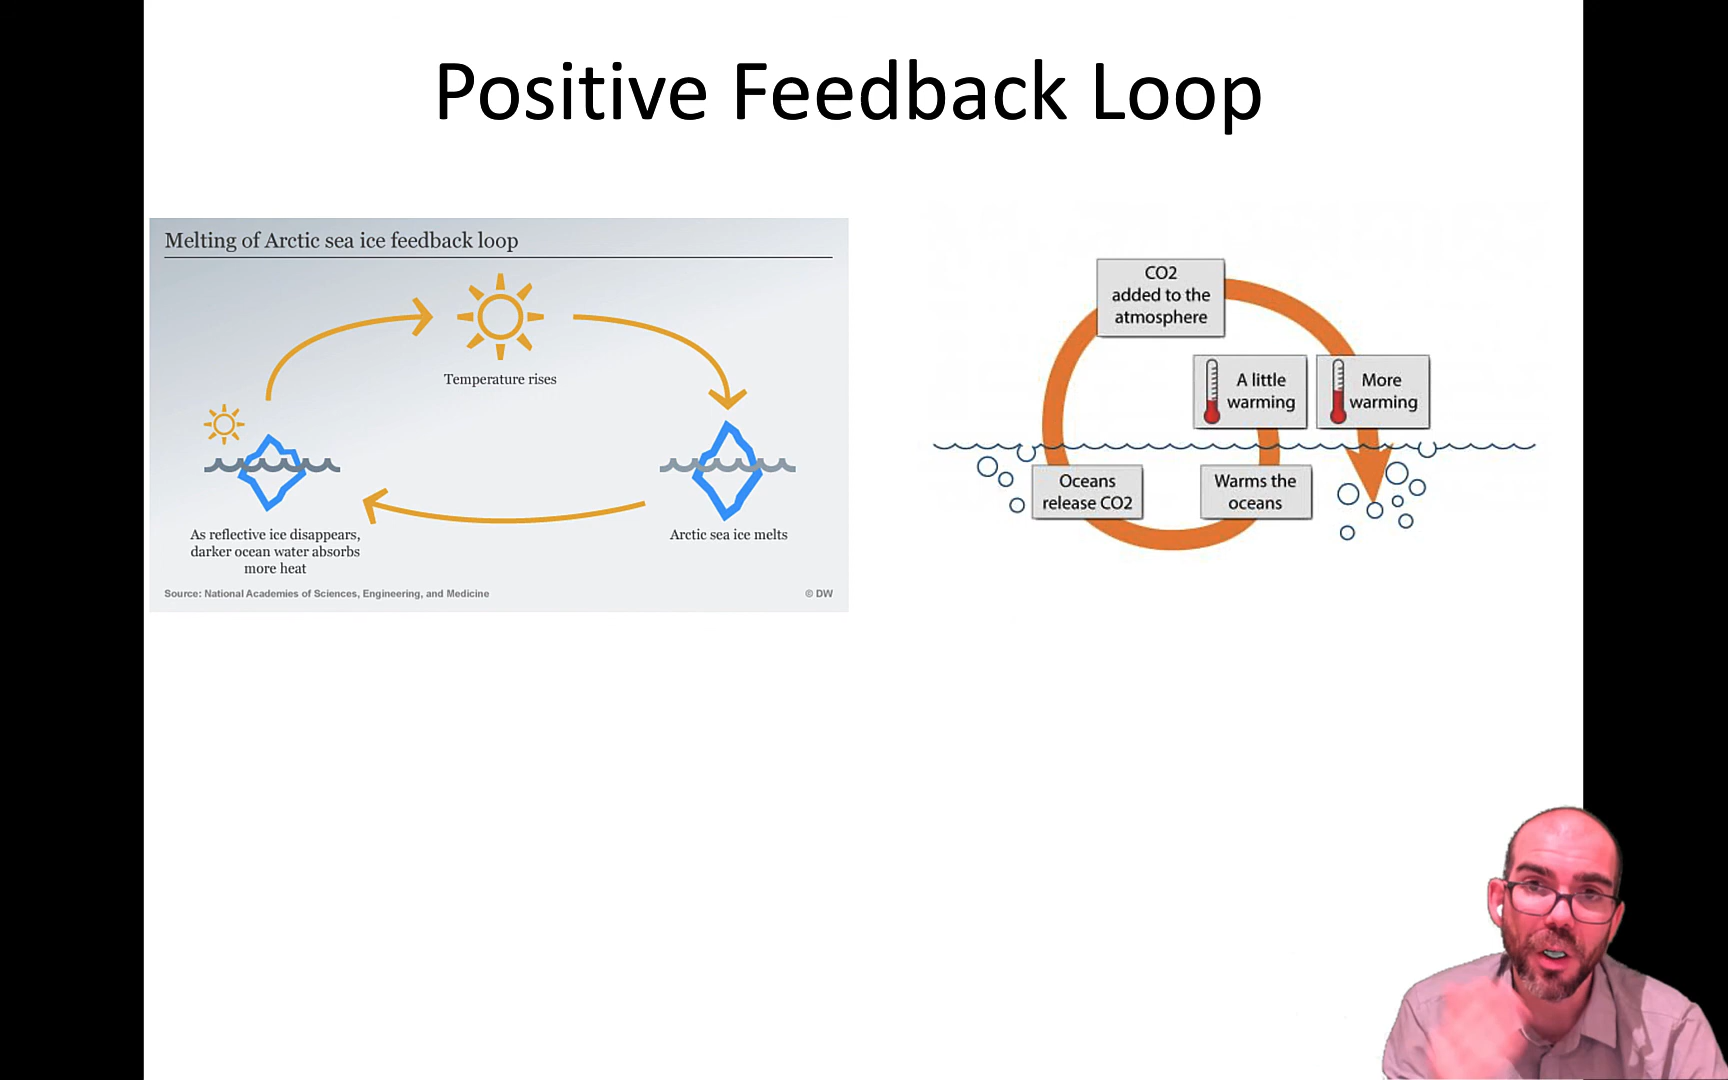 Positive Feedback Loop
Melting of Arctic sea ice feedback loop
Temperature rises
As reflective ice disappears,
darker ocean water absorbs
more heat
Arctic sea ice melts
Source: National Academies of Sciences, Engineering, and Medicine
© DW
CO2
added to the
atmosphere
A little
warming
More
warming
Oceans
release CO2
Warms the
oceans